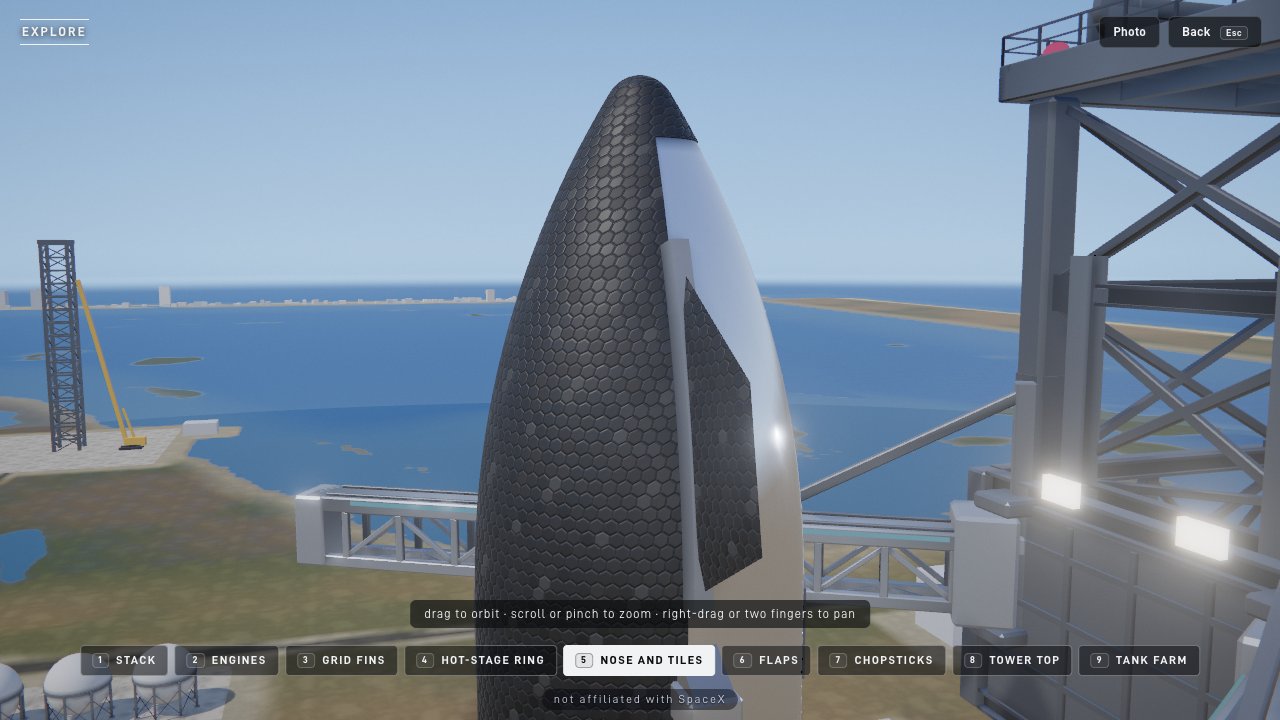 EXPLORE
Photo
Back Esc
drag to orbit · scroll or pinch to zoom · right-drag or two fingers to pan
1 STACK
2 ENGINES
3 GRID FINS
4 HOT-STAGE RING
5 NOSE AND TILES
6 FLAPS
7 CHOPSTICKS
8 TOWER TOP
9 TANK FARM
not affiliated with SpaceX